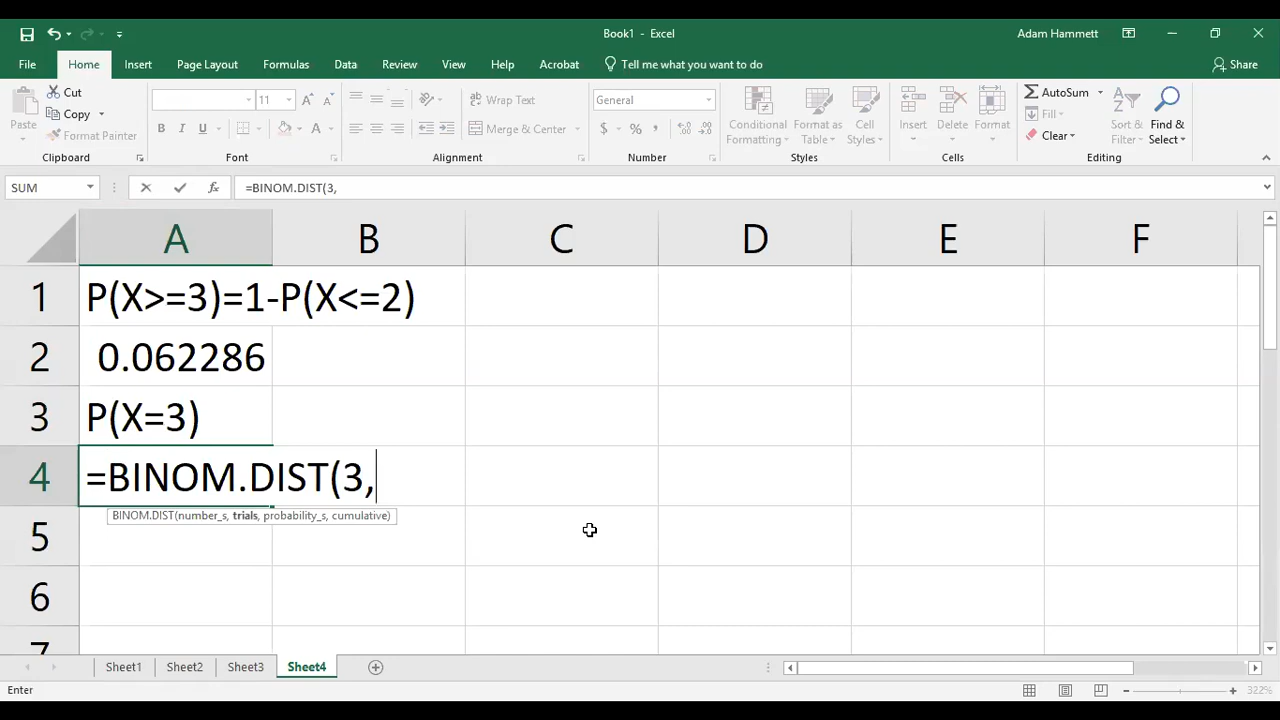 Book1 - Excel
Adam Hammett
File Home Insert Page Layout Formulas Data Review View Help Acrobat Tell me what you want to do Share
Paste
Cut
Copy
Format Painter
Clipboard
11
A A A
B I U
Font
Wrap Text
Merge & Center
Alignment
General
$ % ,
Number
Conditional Formatting
Format as Table
Cell Styles
Styles
Insert
Delete
Format
Cells
AutoSum
Fill
Clear
Sort & Filter
Find & Select
Editing
SUM
fx
=BINOM.DIST(3,
A B C D E F
1 P(X>=3)=1-P(X<=2)
2 0.062286
3 P(X=3)
4 =BINOM.DIST(3,
BINOM.DIST(number_s, trials, probability_s, cumulative)
5
6
7
Sheet1 Sheet2 Sheet3 Sheet4
Enter
322%